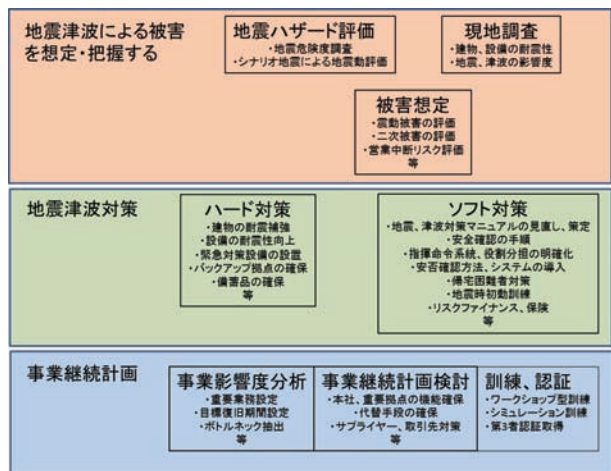 地震津波による被害
を想定・把握する
地震ハザード評価
・地震危険度調査
・シナリオ地震による地震動評価
現地調査
・建物、設備の耐震性
・地震、津波の影響度
被害想定
・震動被害の評価
・二次被害の評価
・営業中断リスク評価
等
地震津波対策
ハード対策
・建物の耐震補強
・設備の耐震性向上
・緊急対策設備の設置
・バックアップ拠点の確保
・備蓄品の確保
等
ソフト対策
・地震、津波対策マニュアルの見直し、策定
・安全確認の手順
・指揮命令系統、役割分担の明確化
・安否確認方法、システムの導入
・帰宅困難者対策
・地震時初動訓練
・リスクファイナンス、保険
等
事業継続計画
事業影響度分析
・重要業務設定
・目標復旧期間設定
・ボトルネック抽出
等
事業継続計画検討
・本社、重要拠点の機能確保
・代替手段の確保
・サプライヤー、取引先対策
等
訓練、認証
・ワークショップ型訓練
・シミュレーション訓練
・第3者認証取得